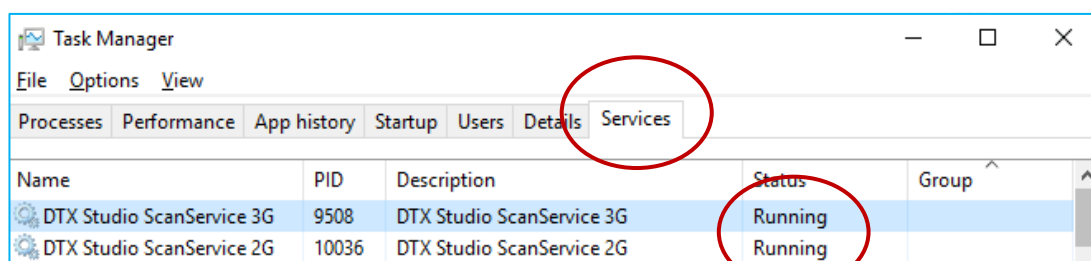 Task Manager
File Options View
Processes Performance App history Startup Users Details Services
Name PID Description Status Group
DTX Studio ScanService 3G 9508 DTX Studio ScanService 3G Running
DTX Studio ScanService 2G 10036 DTX Studio ScanService 2G Running